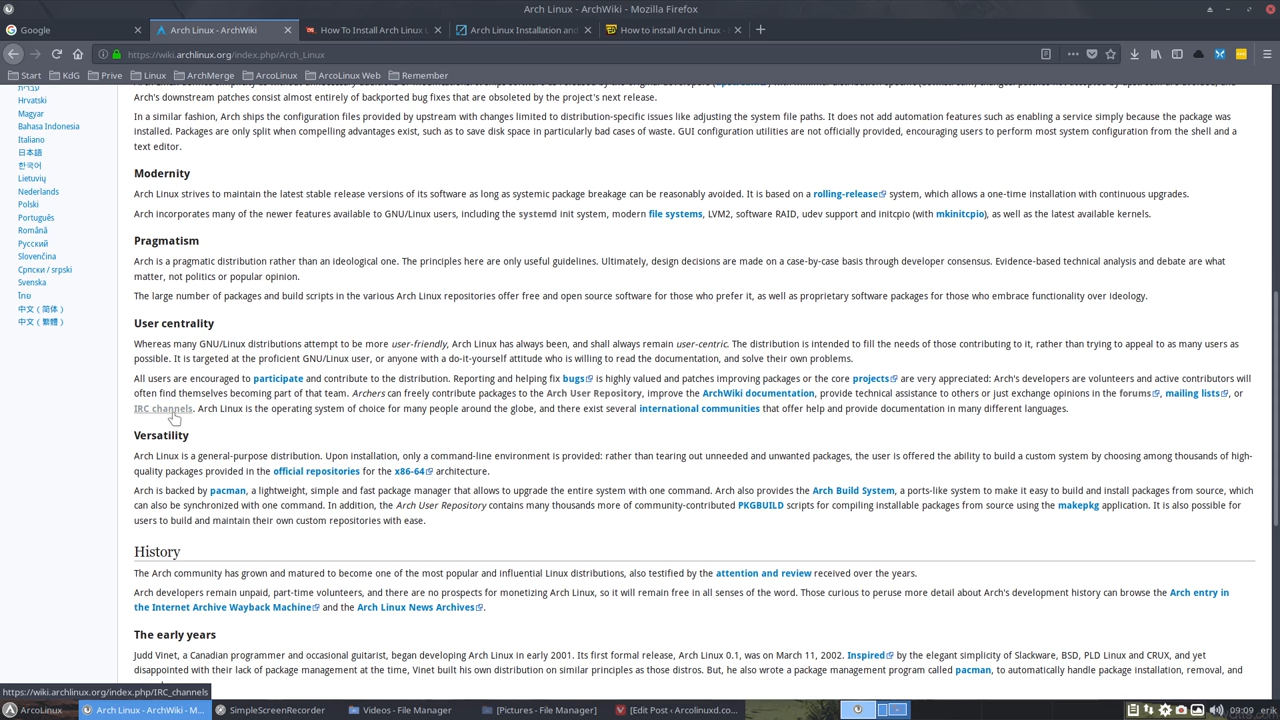 Arch Linux - ArchWiki - Mozilla Firefox
Google
Arch Linux - ArchWiki
How To Install Arch Linux L
Arch Linux Installation and
How to install Arch Linux -
https://wiki.archlinux.org/index.php/Arch_Linux
Start KdG Prive Linux ArchMerge ArcoLinux ArcoLinux Web Remember
עברית
Hrvatski
Magyar
Bahasa Indonesia
Italiano
日本語
한국어
Lietuvių
Nederlands
Polski
Português
Română
Русский
Slovenčina
Српски / srpski
Svenska
ไทย
中文（简体）
中文（繁體）
Arch's downstream patches consist almost entirely of backported bug fixes that are obsoleted by the project's next release.
In a similar fashion, Arch ships the configuration files provided by upstream with changes limited to distribution-specific issues like adjusting the system file paths. It does not add automation features such as enabling a service simply because the package was
installed. Packages are only split when compelling advantages exist, such as to save disk space in particularly bad cases of waste. GUI configuration utilities are not officially provided, encouraging users to perform most system configuration from the shell and a
text editor.
Modernity
Arch Linux strives to maintain the latest stable release versions of its software as long as systemic package breakage can be reasonably avoided. It is based on a rolling-release system, which allows a one-time installation with continuous upgrades.
Arch incorporates many of the newer features available to GNU/Linux users, including the systemd init system, modern file systems, LVM2, software RAID, udev support and initcpio (with mkinitcpio), as well as the latest available kernels.
Pragmatism
Arch is a pragmatic distribution rather than an ideological one. The principles here are only useful guidelines. Ultimately, design decisions are made on a case-by-case basis through developer consensus. Evidence-based technical analysis and debate are what
matter, not politics or popular opinion.
The large number of packages and build scripts in the various Arch Linux repositories offer free and open source software for those who prefer it, as well as proprietary software packages for those who embrace functionality over ideology.
User centrality
Whereas many GNU/Linux distributions attempt to be more user-friendly, Arch Linux has always been, and shall always remain user-centric. The distribution is intended to fill the needs of those contributing to it, rather than trying to appeal to as many users as
possible. It is targeted at the proficient GNU/Linux user, or anyone with a do-it-yourself attitude who is willing to read the documentation, and solve their own problems.
All users are encouraged to participate and contribute to the distribution. Reporting and helping fix bugs is highly valued and patches improving packages or the core projects are very appreciated: Arch's developers are volunteers and active contributors will
often find themselves becoming part of that team. Archers can freely contribute packages to the Arch User Repository, improve the ArchWiki documentation, provide technical assistance to others or just exchange opinions in the forums, mailing lists, or
IRC channels. Arch Linux is the operating system of choice for many people around the globe, and there exist several international communities that offer help and provide documentation in many different languages.
Versatility
Arch Linux is a general-purpose distribution. Upon installation, only a command-line environment is provided: rather than tearing out unneeded and unwanted packages, the user is offered the ability to build a custom system by choosing among thousands of high-
quality packages provided in the official repositories for the x86-64 architecture.
Arch is backed by pacman, a lightweight, simple and fast package manager that allows to upgrade the entire system with one command. Arch also provides the Arch Build System, a ports-like system to make it easy to build and install packages from source, which
can also be synchronized with one command. In addition, the Arch User Repository contains many thousands more of community-contributed PKGBUILD scripts for compiling installable packages from source using the makepkg application. It is also possible for
users to build and maintain their own custom repositories with ease.
History
The Arch community has grown and matured to become one of the most popular and influential Linux distributions, also testified by the attention and review received over the years.
Arch developers remain unpaid, part-time volunteers, and there are no prospects for monetizing Arch Linux, so it will remain free in all senses of the word. Those curious to peruse more detail about Arch's development history can browse the Arch entry in
the Internet Archive Wayback Machine and the Arch Linux News Archives.
The early years
Judd Vinet, a Canadian programmer and occasional guitarist, began developing Arch Linux in early 2001. Its first formal release, Arch Linux 0.1, was on March 11, 2002. Inspired by the elegant simplicity of Slackware, BSD, PLD Linux and CRUX, and yet
disappointed with their lack of package management at the time, Vinet built his own distribution on similar principles as those distros. But, he also wrote a package management program called pacman, to automatically handle package installation, removal, and
https://wiki.archlinux.org/index.php/IRC_channels
ArcoLinux
Arch Linux - ArchWiki - M...
SimpleScreenRecorder
Videos - File Manager
[Pictures - File Manager]
[Edit Post ‹ Arcolinuxd.co...
09:09 erik